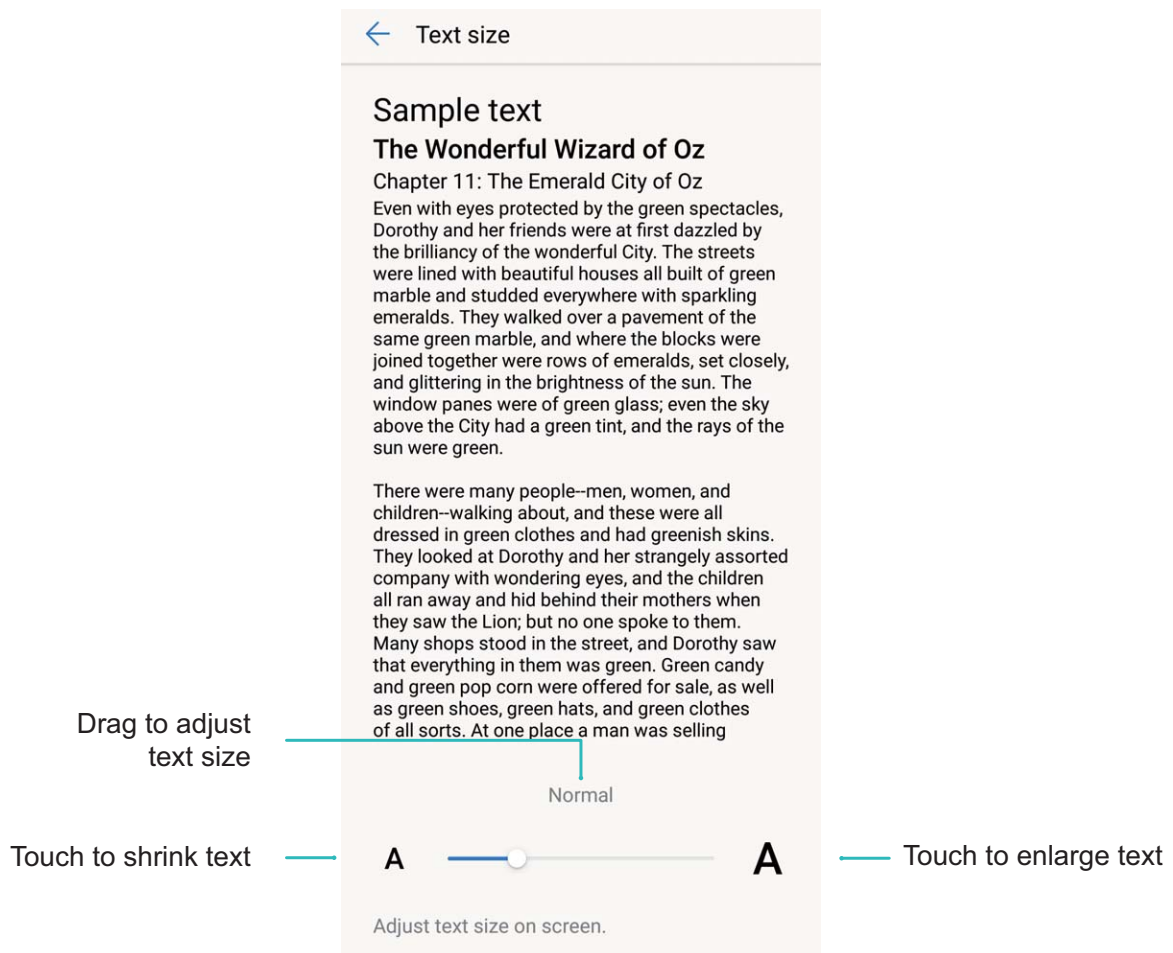 Text size
Sample text
The Wonderful Wizard of Oz
Chapter 11: The Emerald City of Oz
Even with eyes protected by the green spectacles,
Dorothy and her friends were at first dazzled by
the brilliancy of the wonderful City. The streets
were lined with beautiful houses all built of green
marble and studded everywhere with sparkling
emeralds. They walked over a pavement of the
same green marble, and where the blocks were
joined together were rows of emeralds, set closely,
and glittering in the brightness of the sun. The
window panes were of green glass; even the sky
above the City had a green tint, and the rays of the
sun were green.
There were many people--men, women, and
children--walking about, and these were all
dressed in green clothes and had greenish skins.
They looked at Dorothy and her strangely assorted
company with wondering eyes, and the children
all ran away and hid behind their mothers when
they saw the Lion; but no one spoke to them.
Many shops stood in the street, and Dorothy saw
that everything in them was green. Green candy
and green pop corn were offered for sale, as well
as green shoes, green hats, and green clothes
of all sorts. At one place a man was selling
Drag to adjust
text size
Normal
Touch to shrink text
A
A
Touch to enlarge text
Adjust text size on screen.